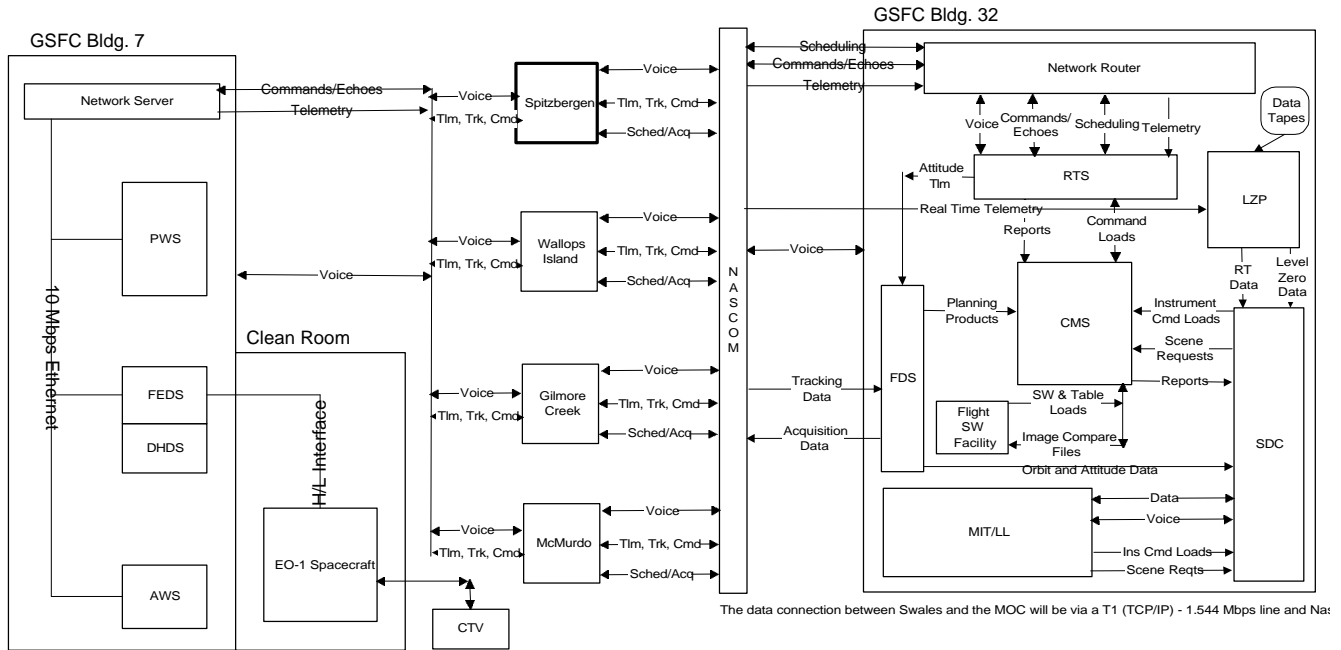 GSFC Bldg. 7
GSFC Bldg. 32
Network Server
Commands/Echoes
Telemetry
PWS
10 Mbps Ethernet
FEDS
DHDS
AWS
Voice
Clean Room
H/L Interface
EO-1 Spacecraft
CTV
Voice
Tlm, Trk, Cmd
Spitzbergen
Voice
Tlm, Trk, Cmd
Sched/Acq
Voice
Tlm, Trk, Cmd
Wallops
Island
Voice
Tlm, Trk, Cmd
Sched/Acq
Voice
Tlm, Trk, Cmd
Gilmore
Creek
Voice
Tlm, Trk, Cmd
Sched/Acq
Voice
Tlm, Trk, Cmd
McMurdo
Voice
Tlm, Trk, Cmd
Sched/Acq
NASCOM
Scheduling
Commands/Echoes
Telemetry
Network Router
Voice
Commands/
Echoes
Scheduling
Telemetry
Data
Tapes
Attitude
Tlm
RTS
LZP
Real Time Telemetry
Reports
Command
Loads
Voice
RT
Data
Level
Zero
Data
Planning
Products
CMS
Instrument
Cmd Loads
Scene
Requests
Reports
FDS
Tracking
Data
Acquisition
Data
Flight
SW
Facility
SW & Table
Loads
Image Compare
Files
SDC
Orbit and Attitude Data
MIT/LL
Data
Voice
Ins Cmd Loads
Scene Reqts
The data connection between Swales and the MOC will be via a T1 (TCP/IP) - 1.544 Mbps line and Nas